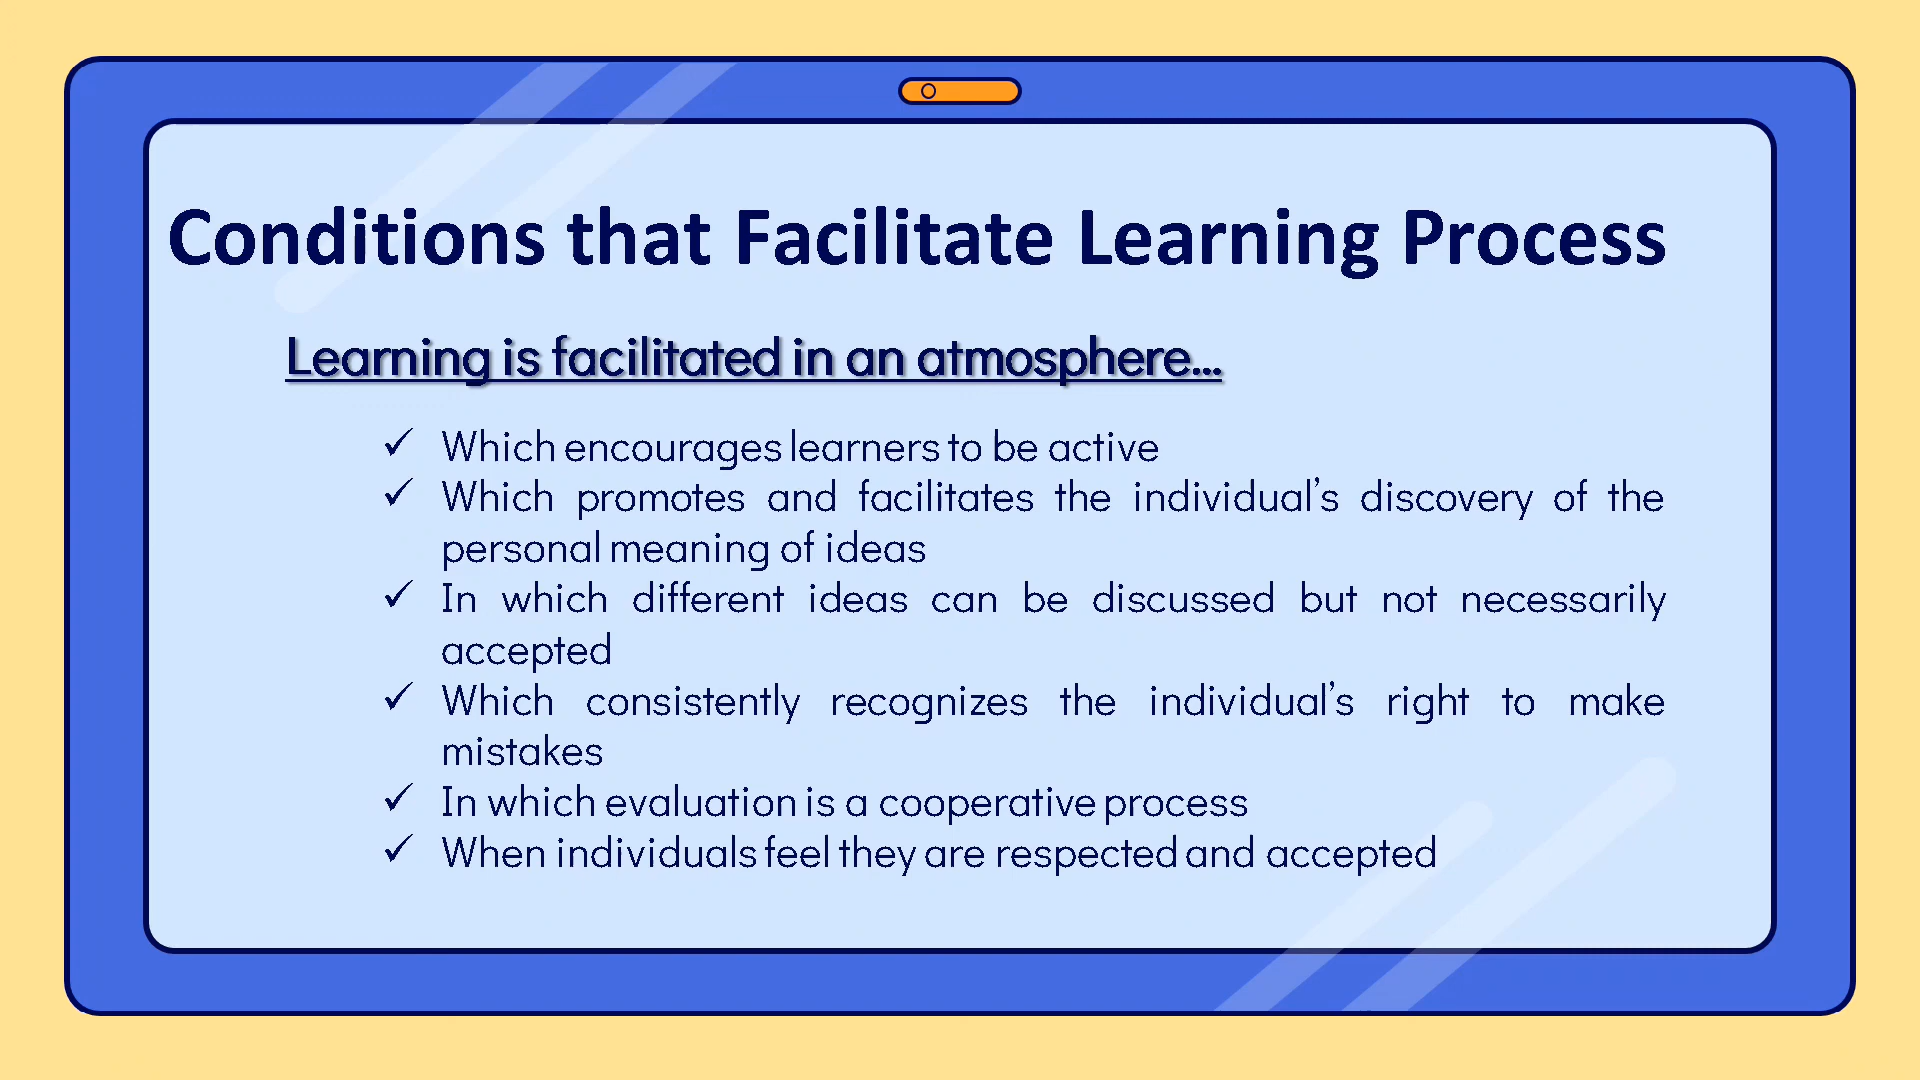 Conditions that Facilitate Learning Process
Learning is facilitated in an atmosphere...
✓ Which encourages learners to be active
✓ Which promotes and facilitates the individual’s discovery of the
personal meaning of ideas
✓ In which different ideas can be discussed but not necessarily
accepted
✓ Which consistently recognizes the individual’s right to make
mistakes
✓ In which evaluation is a cooperative process
✓ When individuals feel they are respected and accepted